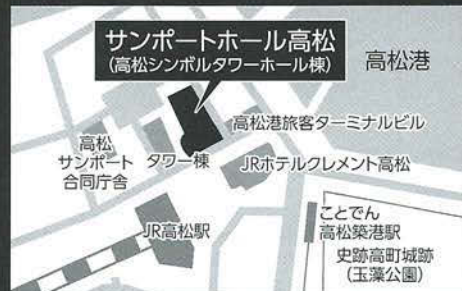 サンポートホール高松
(高松シンボルタワーホール棟)
高松港
高松港旅客ターミナルビル
高松
サンポート
合同庁舎
タワー棟
JRホテルクレメント高松
JR高松駅
ことでん
高松築港駅
史跡高町城跡
(玉藻公園)